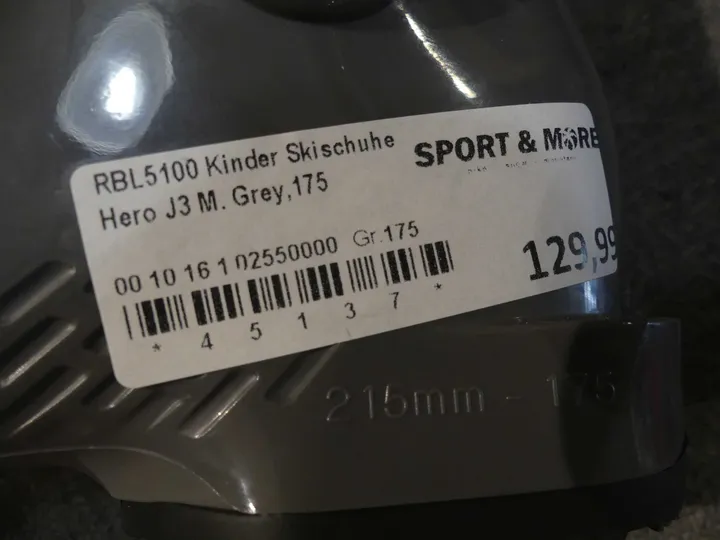 RBL5100 Kinder Skischuhe
Hero J3 M. Grey,175
SPORT & MORE
00 10 16 1 02550000 Gr.175
129,99
* 4 5 1 3 7 *
215mm - 175